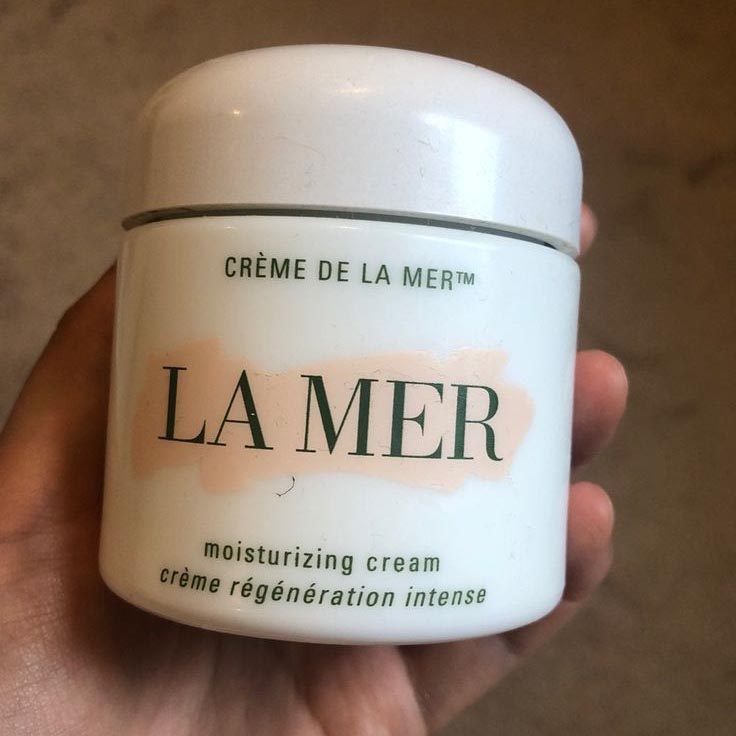 CRÈME DE LA MER™
LA MER
moisturizing cream
crème régénération intense